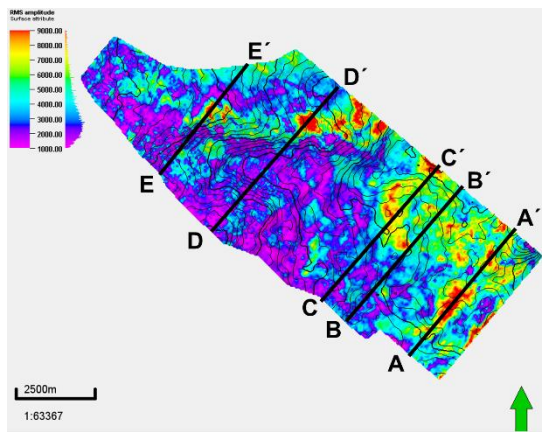 RMS amplitude
Surface attribute
9000.00
8000.00
7000.00
6000.00
5000.00
4000.00
3000.00
2000.00
1000.00
E´
D´
C´
B´
A´
E
D
C
B
A
2500m
1:63367